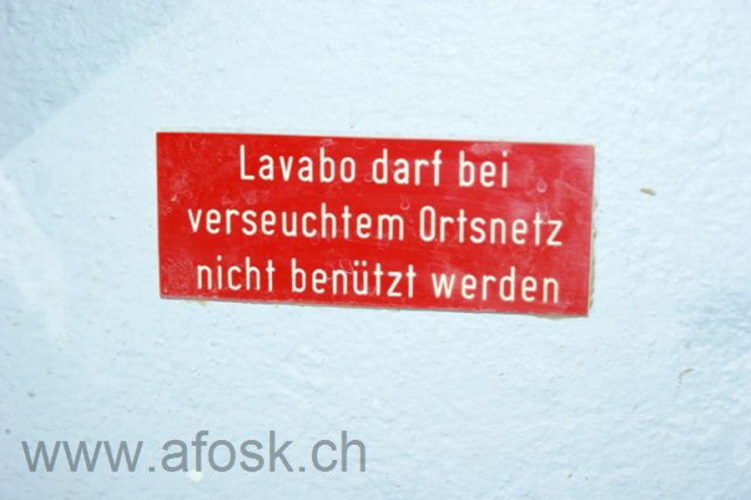 Lavabo darf bei
verseuchtem Ortsnetz
nicht benützt werden
www.afosk.ch